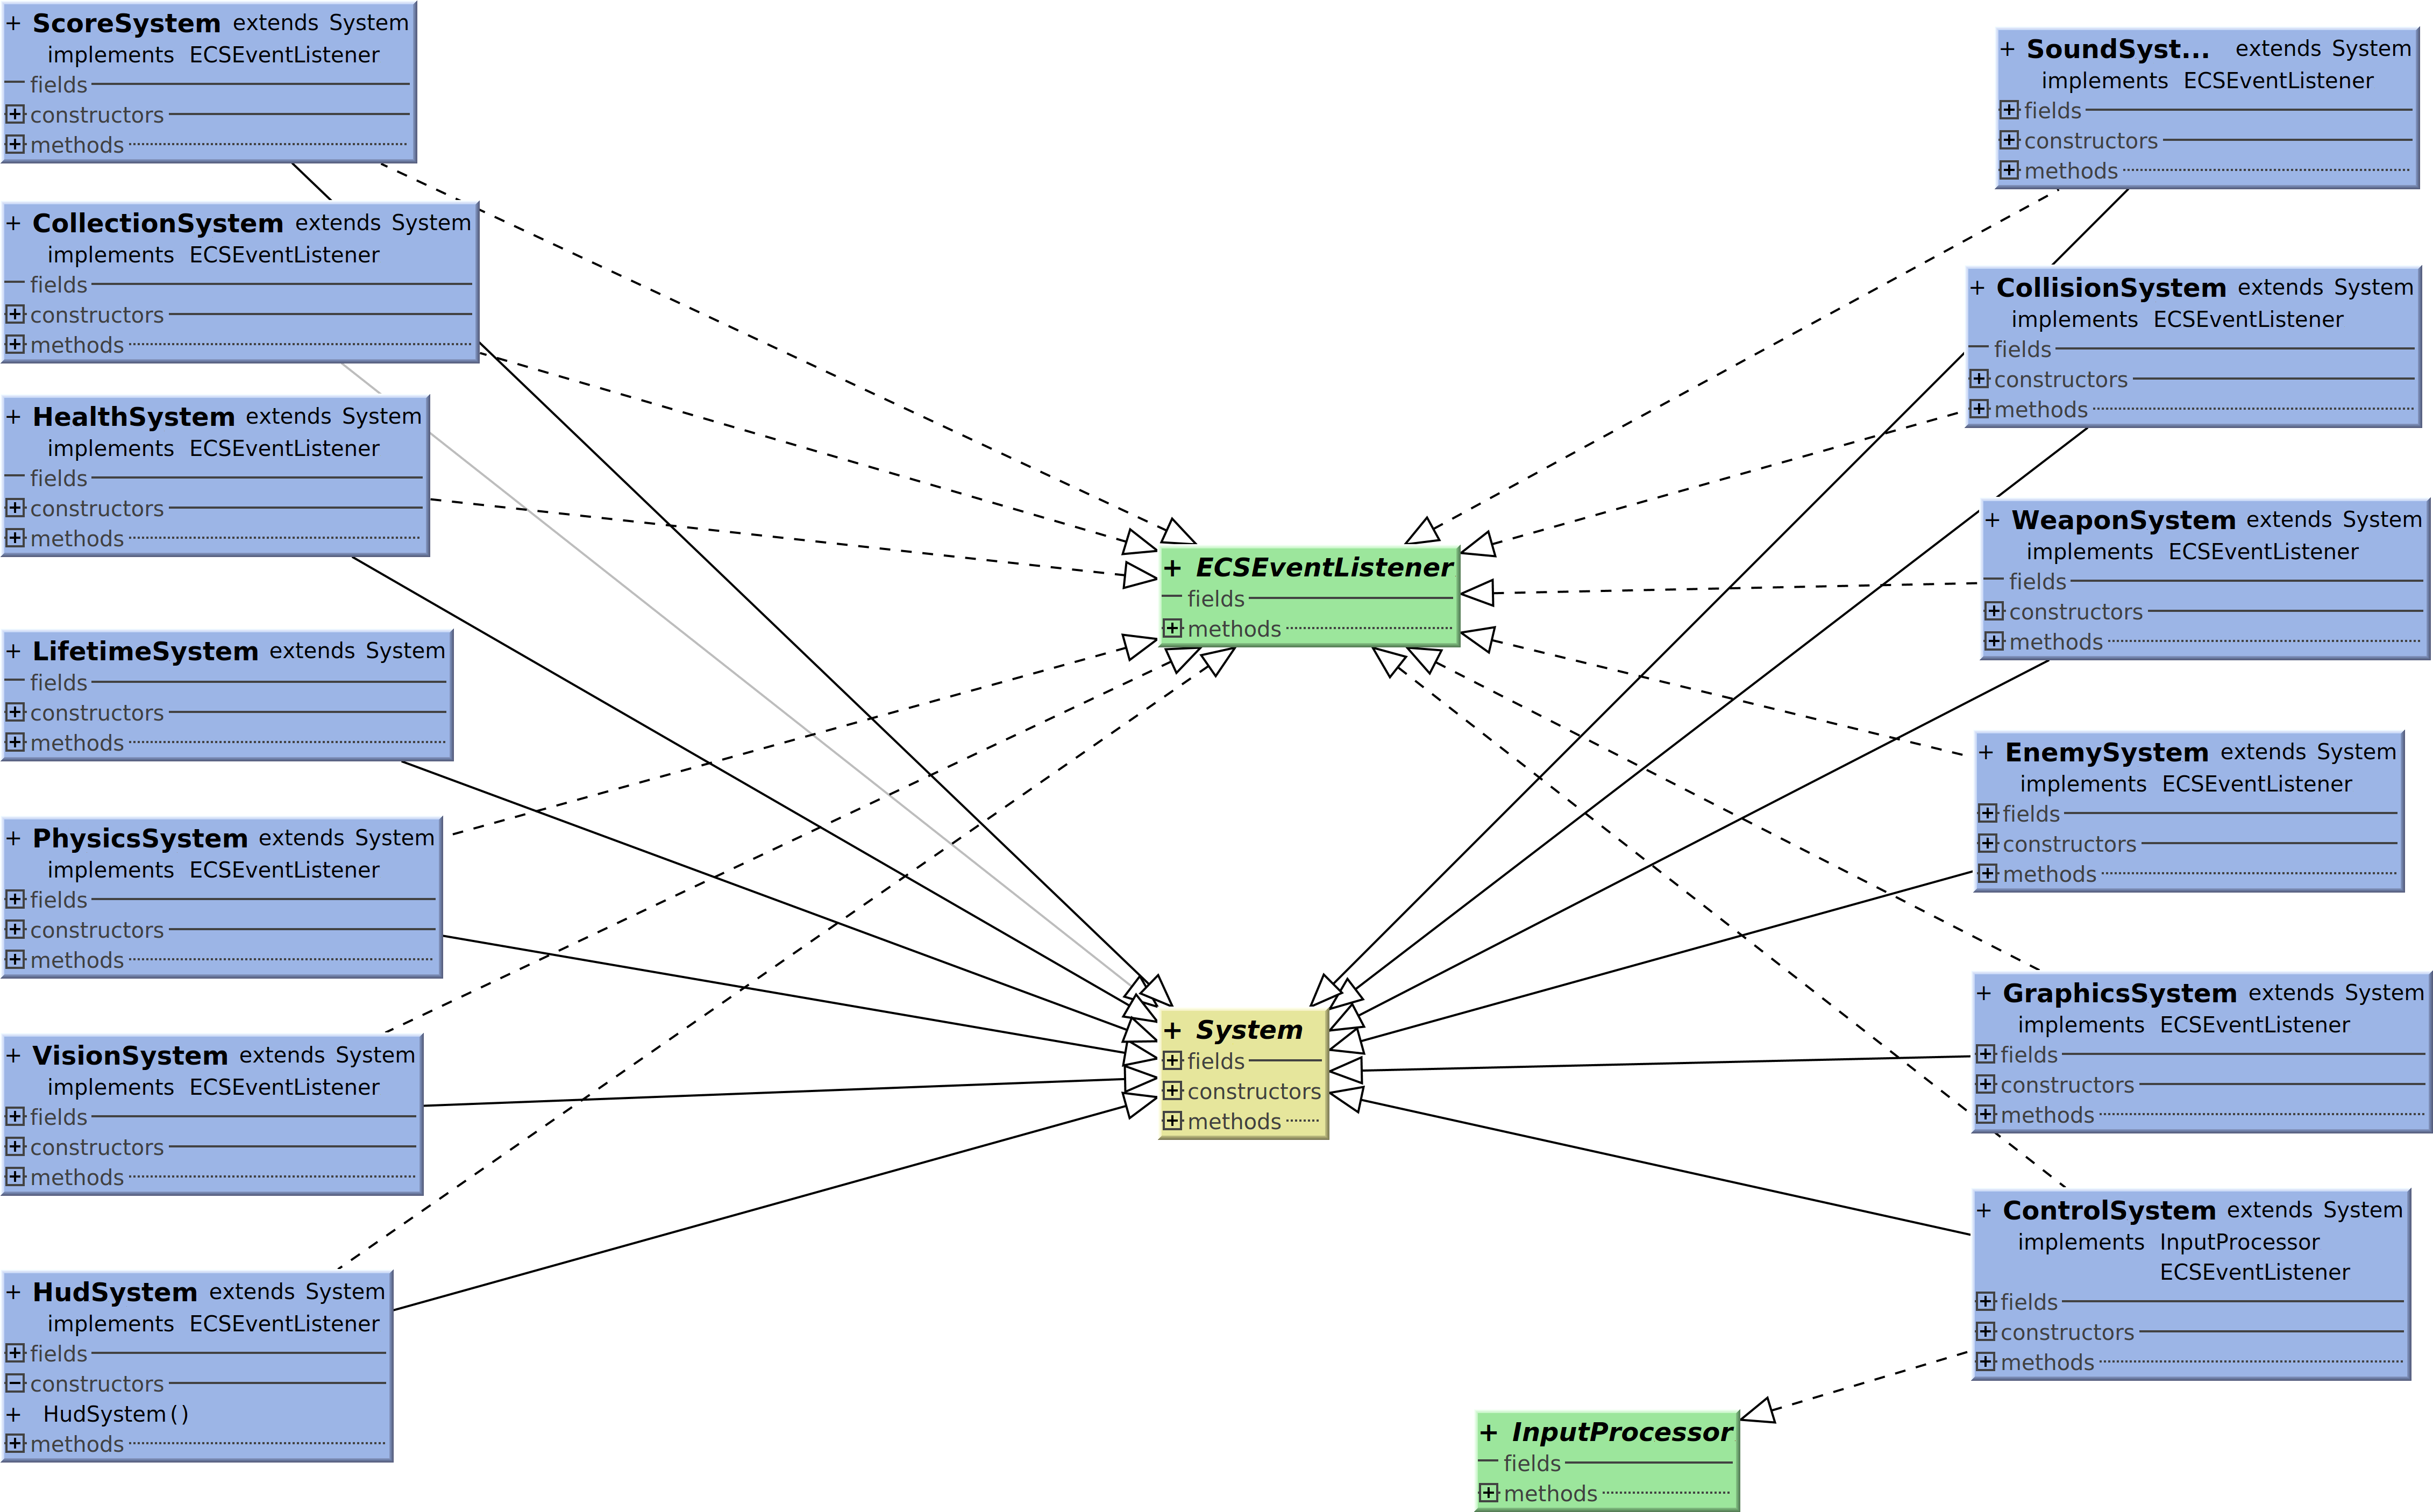 + ScoreSystem extends System
implements ECSEventListener
fields
+ constructors
+ methods
+ CollectionSystem extends System
implements ECSEventListener
fields
+ constructors
+ methods
+ HealthSystem extends System
implements ECSEventListener
fields
+ constructors
+ methods
+ LifetimeSystem extends System
fields
+ constructors
+ methods
+ PhysicsSystem extends System
implements ECSEventListener
+ fields
+ constructors
+ methods
+ VisionSystem extends System
implements ECSEventListener
+ fields
+ constructors
+ methods
+ HudSystem extends System
implements ECSEventListener
+ fields
- constructors
+ HudSystem()
+ methods
+ ECSEventListener
fields
+ methods
+ System
+ fields
+ constructors
+ methods
+ InputProcessor
fields
+ methods
+ SoundSyst... extends System
implements ECSEventListener
+ fields
+ constructors
+ methods
+ CollisionSystem extends System
implements ECSEventListener
fields
+ constructors
+ methods
+ WeaponSystem extends System
implements ECSEventListener
fields
+ constructors
+ methods
+ EnemySystem extends System
implements ECSEventListener
+ fields
+ constructors
+ methods
+ GraphicsSystem extends System
implements ECSEventListener
+ fields
+ constructors
+ methods
+ ControlSystem extends System
implements InputProcessor
ECSEventListener
+ fields
+ constructors
+ methods